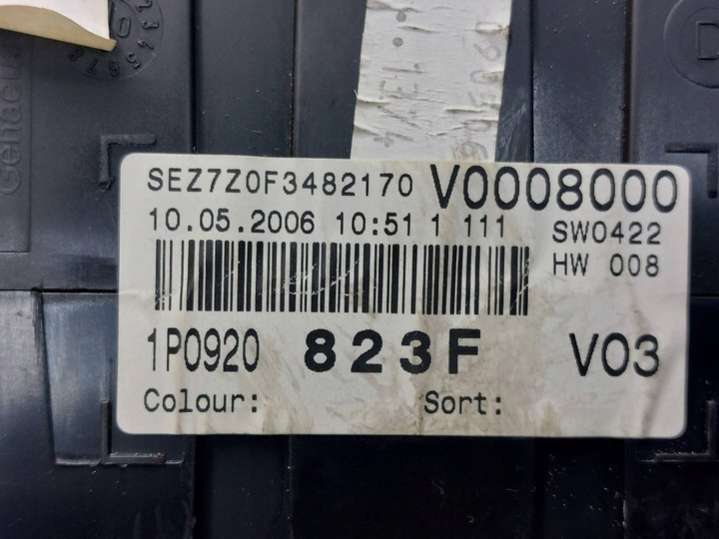 SEZ7Z0F3482170 V0008000
10.05.2006 10:51 1 111 SW0422
HW 008
1P0920 823F V03
Colour: Sort: